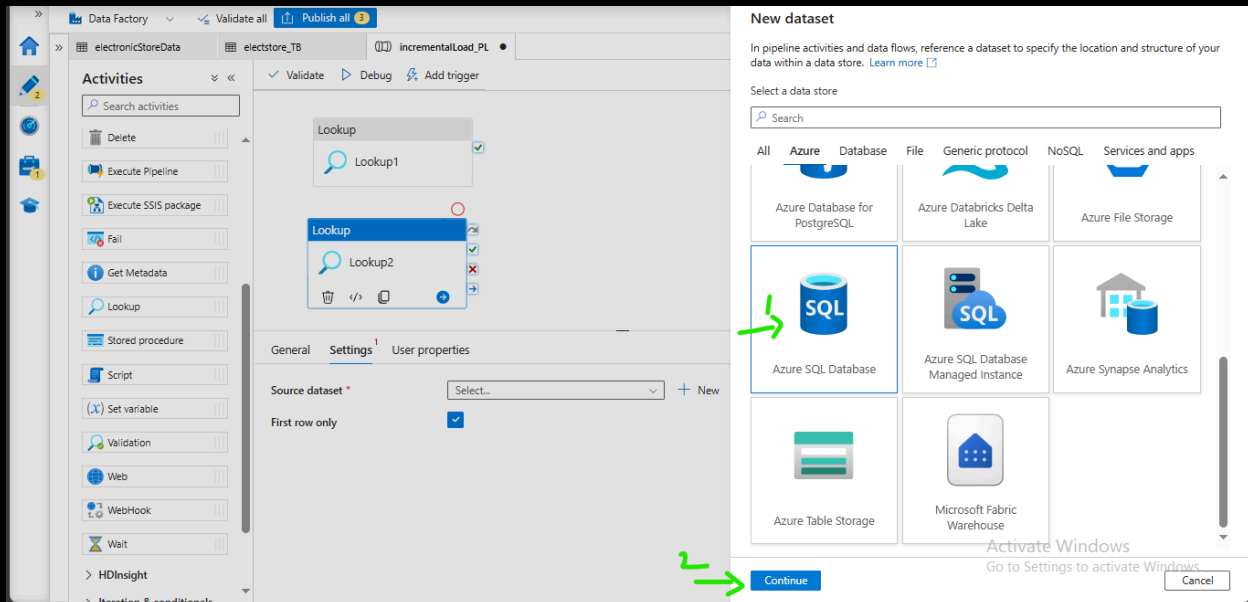 Data Factory
Validate all
Publish all 3
electronicStoreData
electstore_TB
incrementalLoad_PL
2
1
Activities
Search activities
Delete
Execute Pipeline
Execute SSIS package
Fail
Get Metadata
Lookup
Stored procedure
Script
(x) Set variable
Validation
Web
WebHook
Wait
HDInsight
Iteration & conditionals
Validate
Debug
Add trigger
Lookup
Lookup1
Lookup
Lookup2
General
Settings 1
User properties
Source dataset *
Select...
New
First row only
New dataset
In pipeline activities and data flows, reference a dataset to specify the location and structure of your
data within a data store. Learn more
Select a data store
Search
All
Azure
Database
File
Generic protocol
NoSQL
Services and apps
Azure Database for
PostgreSQL
Azure Databricks Delta
Lake
Azure File Storage
1
SQL
Azure SQL Database
SQL
Azure SQL Database
Managed Instance
Azure Synapse Analytics
Azure Table Storage
Microsoft Fabric
Warehouse
Activate Windows
Go to Settings to activate Windows.
2
Continue
Cancel